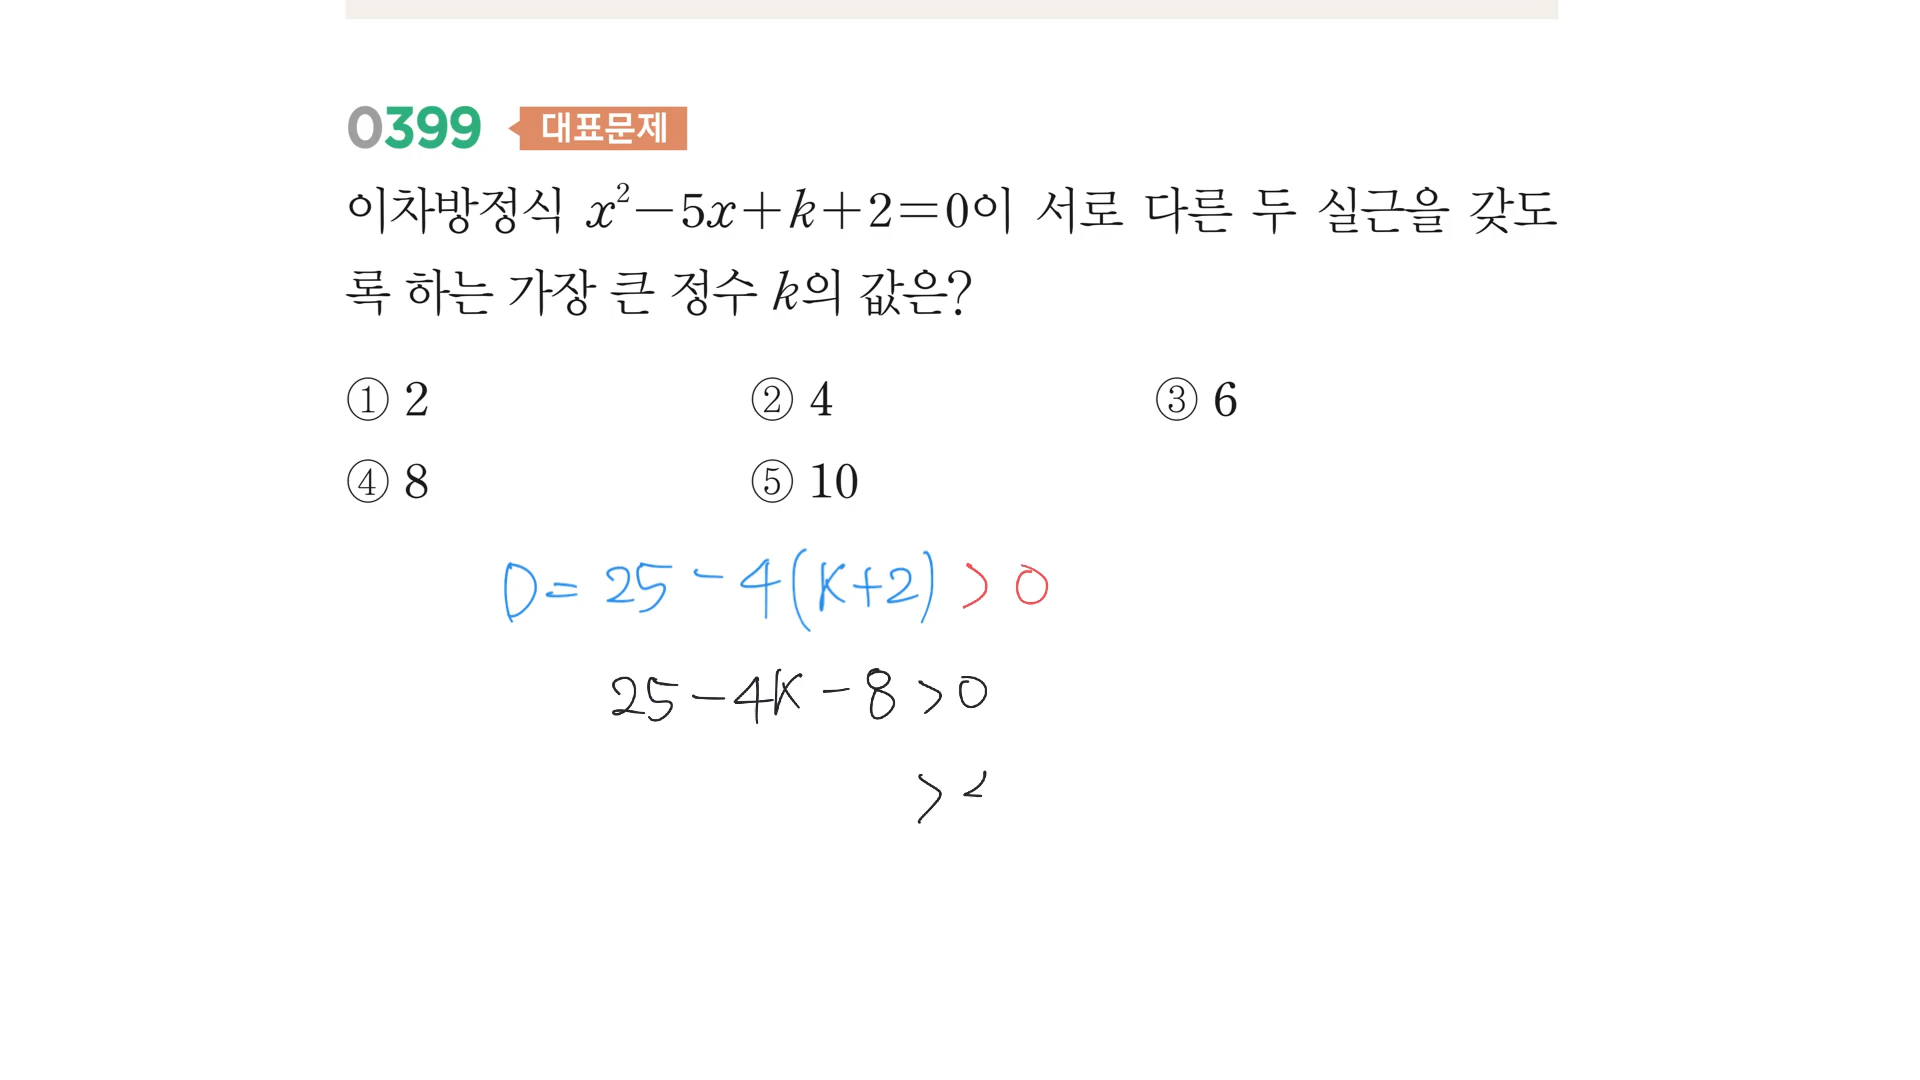 0399 대표문제
이차방정식 x²-5x+k+2=0이 서로 다른 두 실근을 갖도
록 하는 가장 큰 정수 k의 값은?
① 2 ② 4 ③ 6
④ 8 ⑤ 10
D= 25-4(k+2) > 0
25-4k-8>0
>